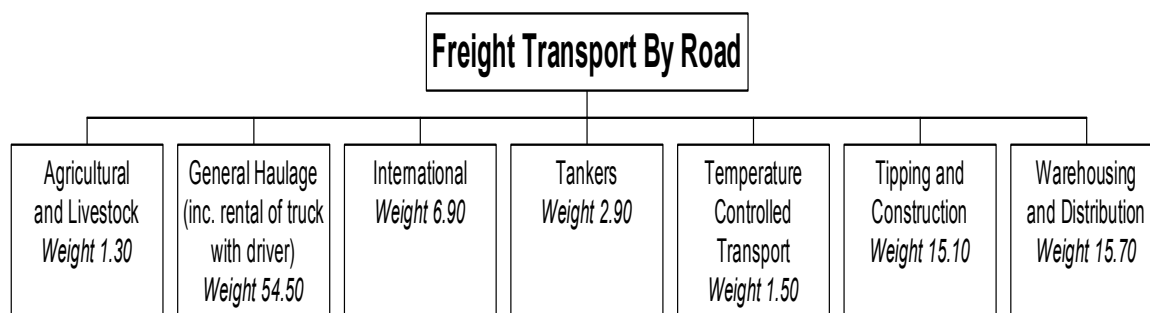 Freight Transport By Road
Agricultural
and Livestock
Weight 1.30
General Haulage
(inc. rental of truck
with driver)
Weight 54.50
International
Weight 6.90
Tankers
Weight 2.90
Temperature
Controlled
Transport
Weight 1.50
Tipping and
Construction
Weight 15.10
Warehousing
and Distribution
Weight 15.70